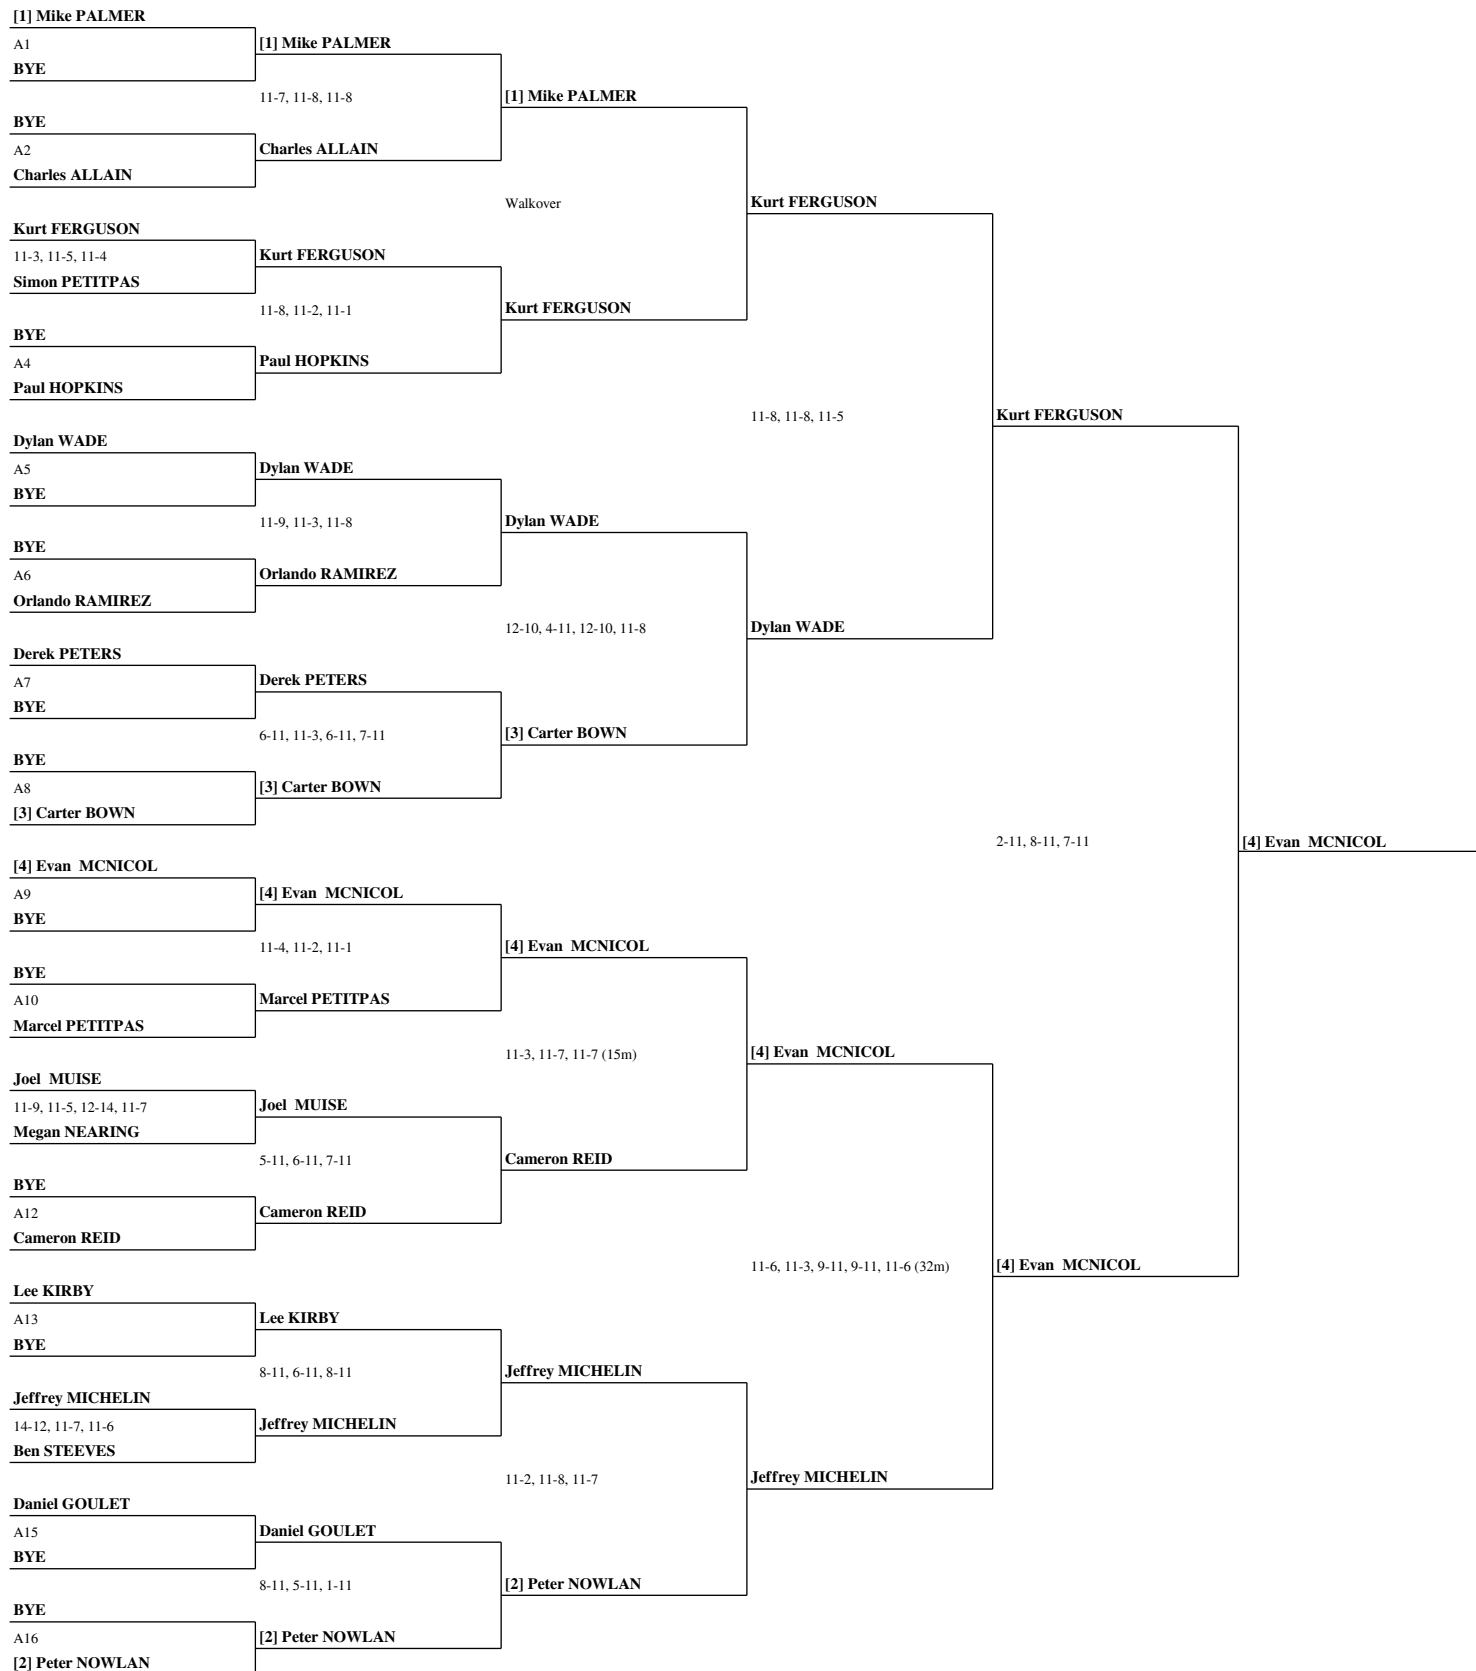 [1] Mike PALMER
A1
BYE
BYE
A2
Charles ALLAIN
Kurt FERGUSON
11-3, 11-5, 11-4
Simon PETITPAS
BYE
A4
Paul HOPKINS
Dylan WADE
A5
BYE
BYE
A6
Orlando RAMIREZ
Derek PETERS
A7
BYE
BYE
A8
[3] Carter BOWN
[4] Evan  MCNICOL
A9
BYE
BYE
A10
Marcel PETITPAS
Joel  MUISE
11-9, 11-5, 12-14, 11-7
Megan NEARING
BYE
A12
Cameron REID
Lee KIRBY
A13
BYE
Jeffrey MICHELIN
14-12, 11-7, 11-6
Ben STEEVES
Daniel GOULET
A15
BYE
BYE
A16
[2] Peter NOWLAN
[1] Mike PALMER
11-7, 11-8, 11-8
Charles ALLAIN
Kurt FERGUSON
11-8, 11-2, 11-1
Paul HOPKINS
Dylan WADE
11-9, 11-3, 11-8
Orlando RAMIREZ
Derek PETERS
6-11, 11-3, 6-11, 7-11
[3] Carter BOWN
[4] Evan  MCNICOL
11-4, 11-2, 11-1
Marcel PETITPAS
Joel  MUISE
5-11, 6-11, 7-11
Cameron REID
Lee KIRBY
8-11, 6-11, 8-11
Jeffrey MICHELIN
Daniel GOULET
8-11, 5-11, 1-11
[2] Peter NOWLAN
[1] Mike PALMER
Walkover
Kurt FERGUSON
Dylan WADE
12-10, 4-11, 12-10, 11-8
[3] Carter BOWN
[4] Evan  MCNICOL
11-3, 11-7, 11-7 (15m)
Cameron REID
Jeffrey MICHELIN
11-2, 11-8, 11-7
[2] Peter NOWLAN
Kurt FERGUSON
11-8, 11-8, 11-5
Dylan WADE
[4] Evan  MCNICOL
11-6, 11-3, 9-11, 9-11, 11-6 (32m)
Jeffrey MICHELIN
Kurt FERGUSON
2-11, 8-11, 7-11
[4] Evan  MCNICOL
[4] Evan  MCNICOL